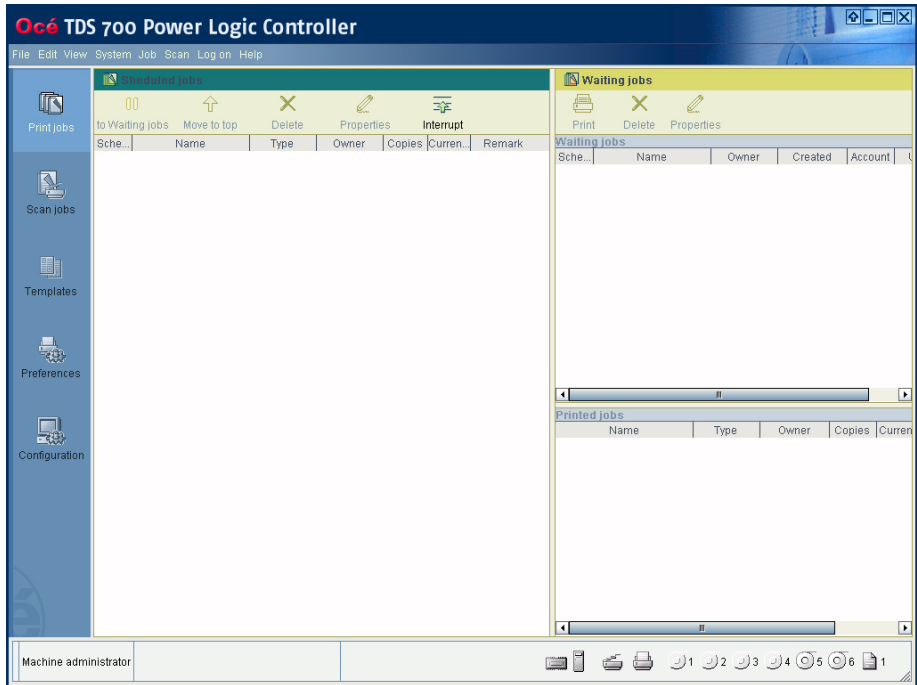 Océ TDS 700 Power Logic Controller
File Edit View System Job Scan Log on Help
Print jobs
Scan jobs
Templates
Preferences
Configuration
Sheduled jobs
to Waiting jobs Move to top Delete Properties Interrupt
Sche... Name Type Owner Copies Curren... Remark
Waiting jobs
Print Delete Properties
Waiting jobs
Sche... Name Owner Created Account U
Printed jobs
Name Type Owner Copies Curren
Machine administrator
1 2 3 4 5 6 1